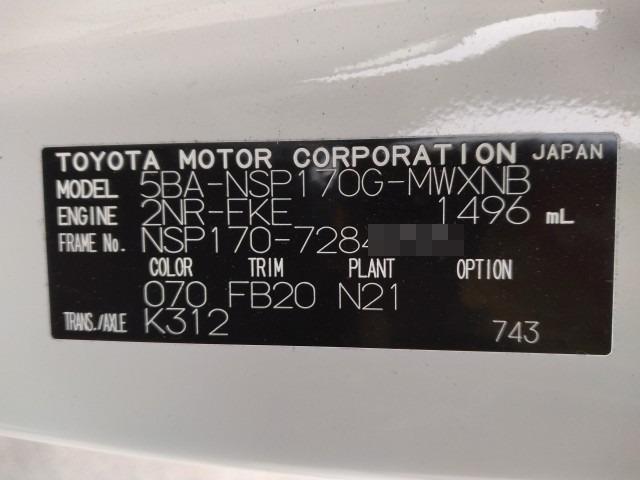 TOYOTA MOTOR CORPORATION JAPAN
MODEL 5BA-NSP170G-MWXNB
ENGINE 2NR-FKE 1496 mL
FRAME No. NSP170-7284
COLOR TRIM PLANT OPTION
070 FB20 N21
TRANS./AXLE K312 743